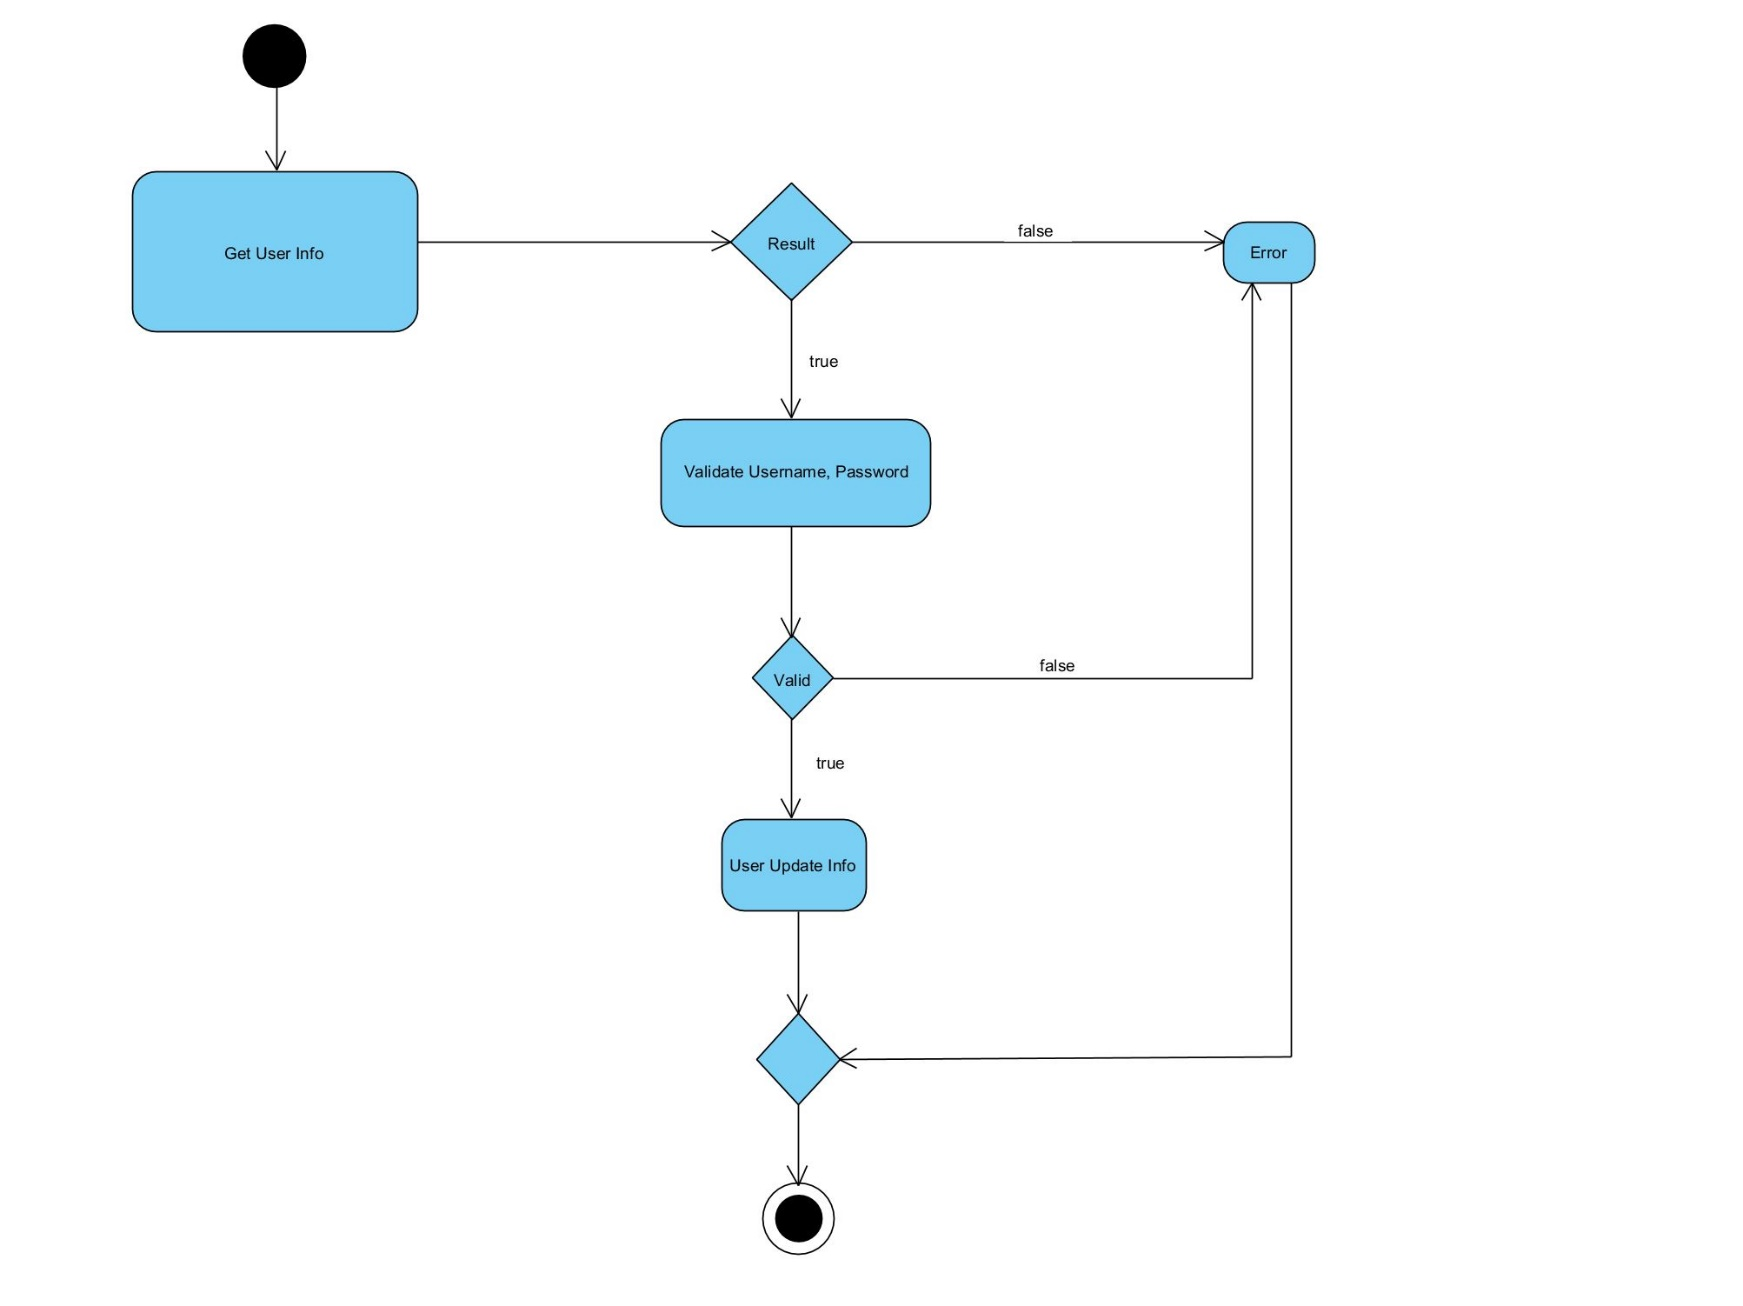 Get User Info
Result
false
Error
true
Validate Username, Password
Valid
false
true
User Update Info